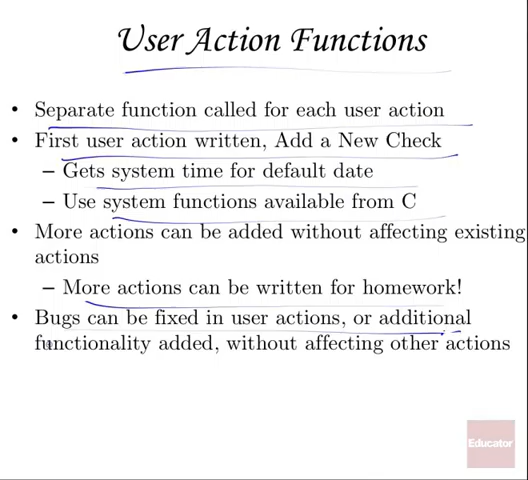 User Action Functions
• Separate function called for each user action
• First user action written, Add a New Check
– Gets system time for default date
– Use system functions available from C
• More actions can be added without affecting existing
actions
– More actions can be written for homework!
• Bugs can be fixed in user actions, or additional
functionality added, without affecting other actions
Educator